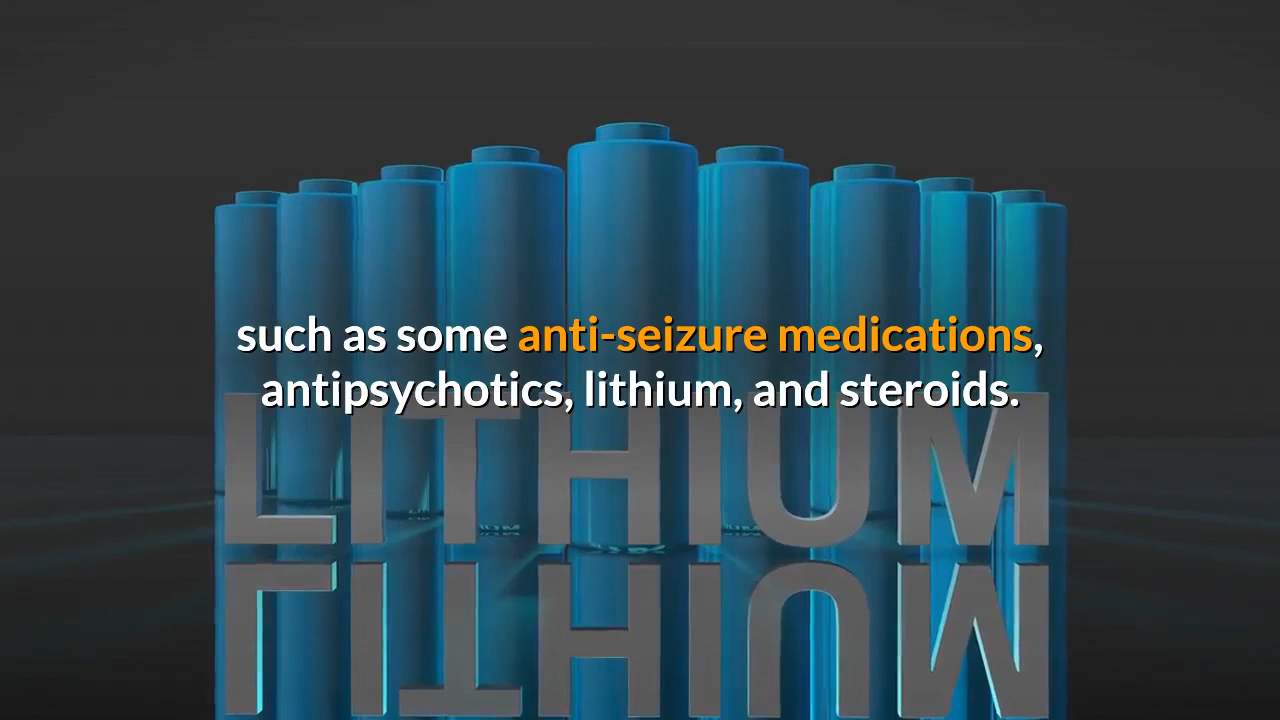 such as some anti-seizure medications,
antipsychotics, lithium, and steroids.
LITHIUM